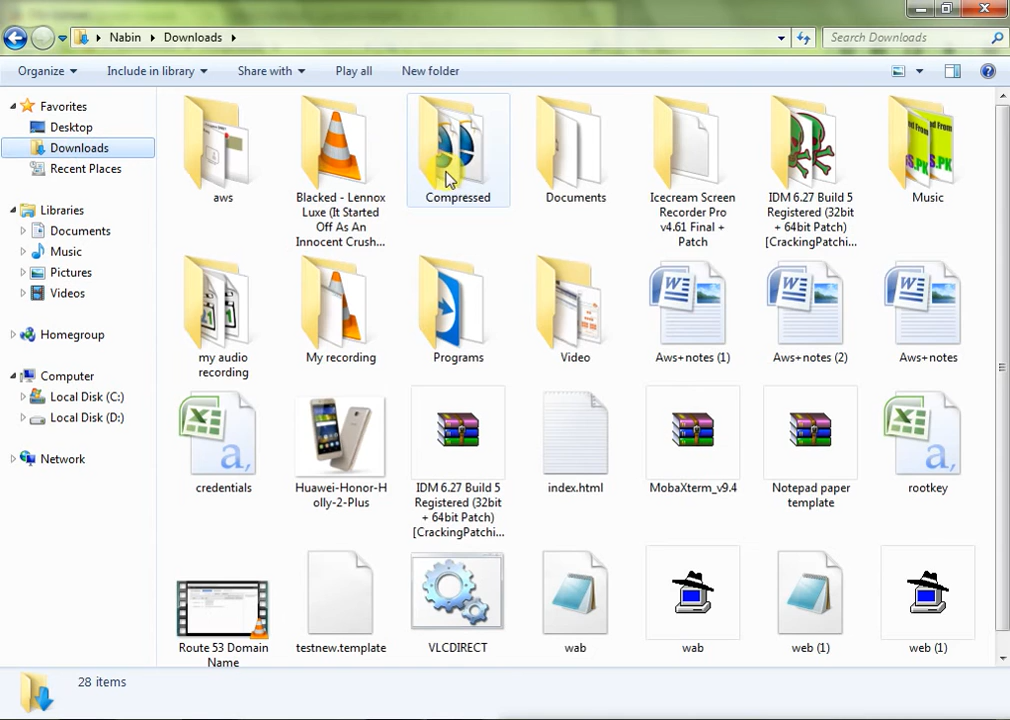 Nabin Downloads
Search Downloads
Organize Include in library Share with Play all New folder
Favorites
Desktop
Downloads
Recent Places
Libraries
Documents
Music
Pictures
Videos
Homegroup
Computer
Local Disk (C:)
Local Disk (D:)
Network
aws
Blacked - Lennox
Luxe (It Started
Off As An
Innocent Crush...
Compressed
Documents
Icecream Screen
Recorder Pro
v4.61 Final +
Patch
IDM 6.27 Build 5
Registered (32bit
+ 64bit Patch)
[CrackingPatchi...
Music
my audio
recording
My recording
Programs
Video
Aws+notes (1)
Aws+notes (2)
Aws+notes
credentials
Huawei-Honor-H
olly-2-Plus
IDM 6.27 Build 5
Registered (32bit
+ 64bit Patch)
[CrackingPatchi...
index.html
MobaXterm_v9.4
Notepad paper
template
rootkey
Route 53 Domain
Name
testnew.template
VLCDIRECT
wab
wab
web (1)
web (1)
28 items